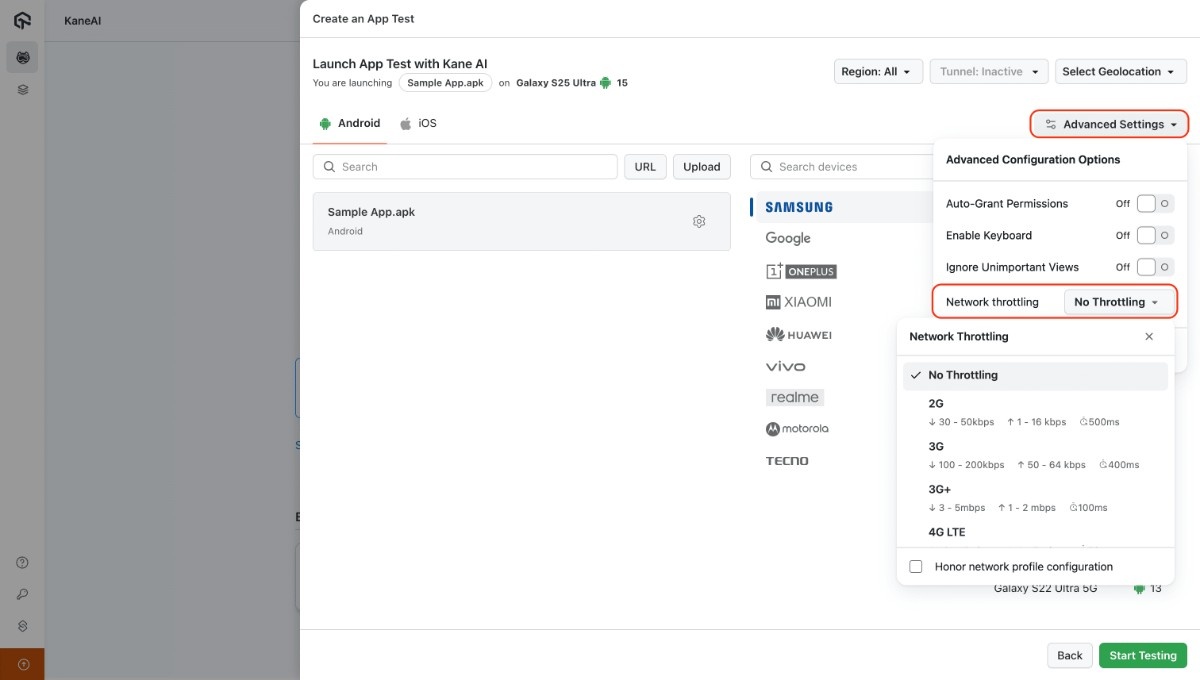 KaneAI
Create an App Test
Launch App Test with Kane AI
You are launching Sample App.apk on Galaxy S25 Ultra 15
Region: All
Tunnel: Inactive
Select Geolocation
Android
iOS
Advanced Settings
Search
URL
Upload
Search devices
Sample App.apk
Android
SAMSUNG
Google
1+ ONEPLUS
mi XIAOMI
HUAWEI
vivo
realme
motorola
TECNO
Advanced Configuration Options
Auto-Grant Permissions Off
Enable Keyboard Off
Ignore Unimportant Views Off
Network throttling No Throttling
Network Throttling
No Throttling
2G
↓ 30 - 50kbps ↑ 1 - 16 kbps 500ms
3G
↓ 100 - 200kbps ↑ 50 - 64 kbps 400ms
3G+
↓ 3 - 5mbps ↑ 1 - 2 mbps 100ms
4G LTE
Honor network profile configuration
Galaxy S22 Ultra 5G 13
Back
Start Testing